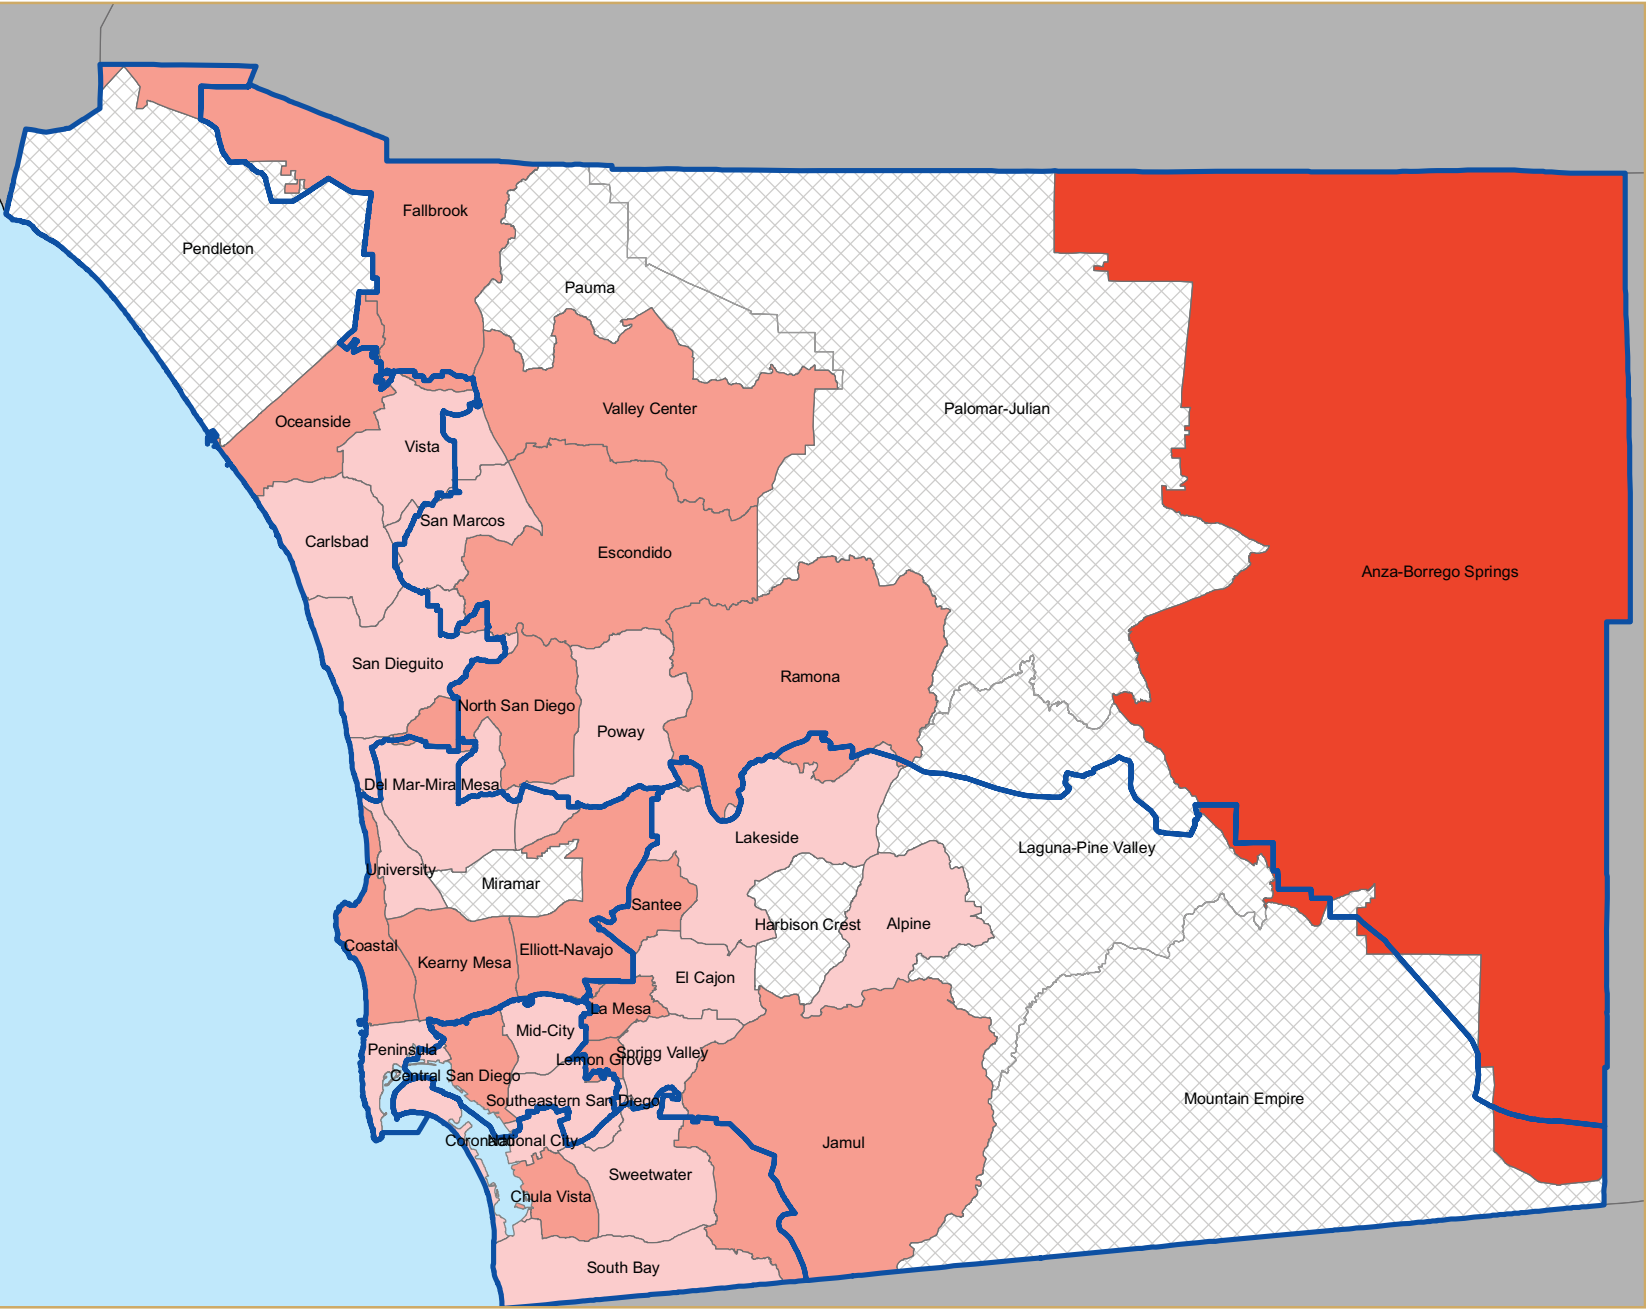 Fallbrook
Pendleton
Pauma
Valley Center
Palomar-Julian
Oceanside
Vista
San Marcos
Carlsbad
Escondido
Anza-Borrego Springs
San Dieguito
Ramona
North San Diego
Poway
Del Mar-Mira Mesa
Lakeside
Laguna-Pine Valley
University
Miramar
Santee
Harbison Crest
Alpine
Coastal
Elliott-Navajo
Kearny Mesa
El Cajon
La Mesa
Mid-City
Peninsula
Spring Valley
Lemon Grove
Central San Diego
Southeastern San Diego
Mountain Empire
Coronado
National City
Jamul
Sweetwater
Chula Vista
South Bay